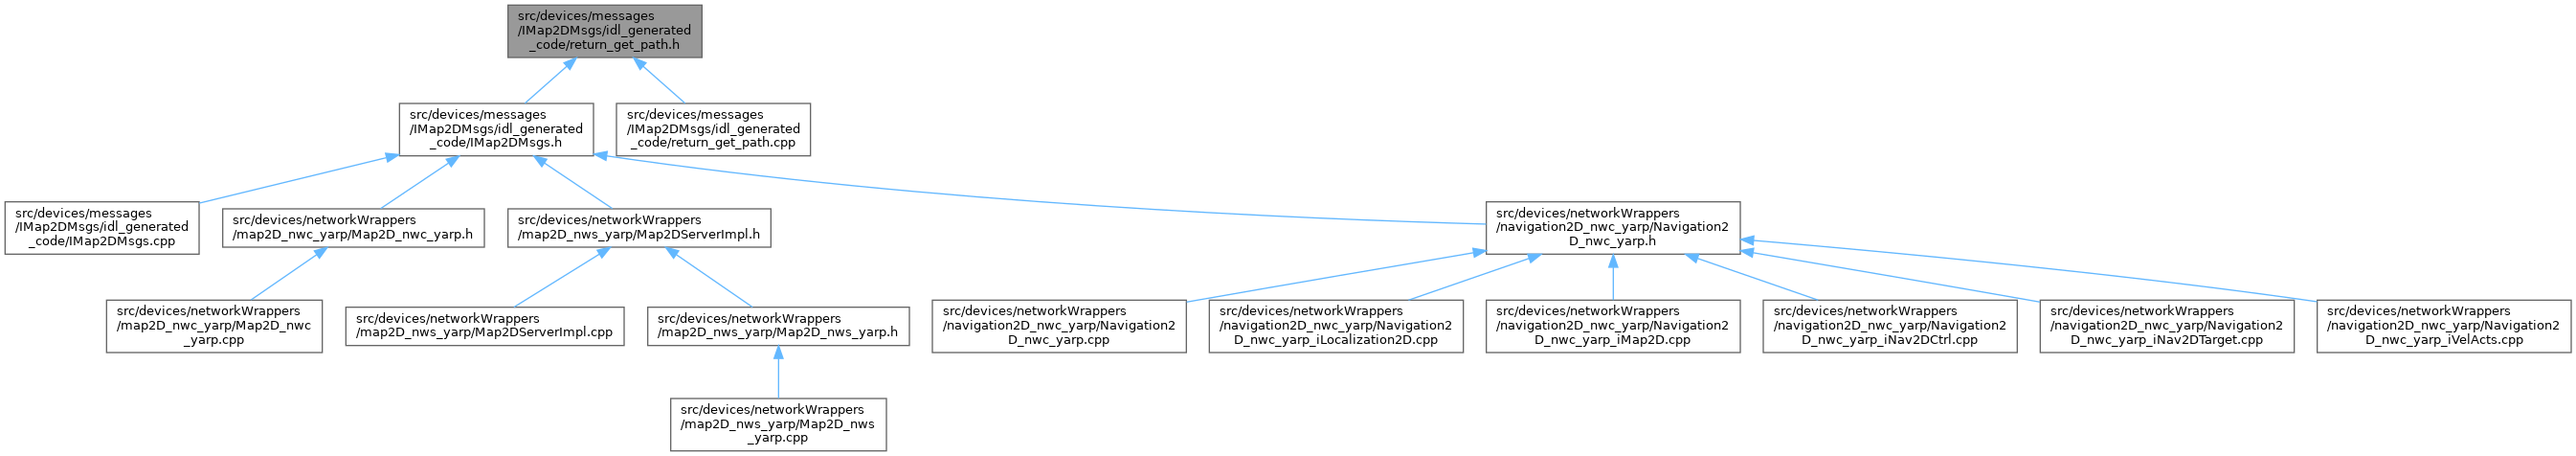 src/devices/messages
/IMap2DMsgs/idl_generated
_code/return_get_path.h
src/devices/messages
/IMap2DMsgs/idl_generated
_code/IMap2DMsgs.h
src/devices/messages
/IMap2DMsgs/idl_generated
_code/return_get_path.cpp
src/devices/messages
/IMap2DMsgs/idl_generated
_code/IMap2DMsgs.cpp
src/devices/networkWrappers
/map2D_nwc_yarp/Map2D_nwc_yarp.h
src/devices/networkWrappers
/map2D_nws_yarp/Map2DServerImpl.h
src/devices/networkWrappers
/navigation2D_nwc_yarp/Navigation2
D_nwc_yarp.h
src/devices/networkWrappers
/map2D_nwc_yarp/Map2D_nwc
_yarp.cpp
src/devices/networkWrappers
/map2D_nws_yarp/Map2DServerImpl.cpp
src/devices/networkWrappers
/map2D_nws_yarp/Map2D_nws_yarp.h
src/devices/networkWrappers
/navigation2D_nwc_yarp/Navigation2
D_nwc_yarp.cpp
src/devices/networkWrappers
/navigation2D_nwc_yarp/Navigation2
D_nwc_yarp_iLocalization2D.cpp
src/devices/networkWrappers
/navigation2D_nwc_yarp/Navigation2
D_nwc_yarp_iMap2D.cpp
src/devices/networkWrappers
/navigation2D_nwc_yarp/Navigation2
D_nwc_yarp_iNav2DCtrl.cpp
src/devices/networkWrappers
/navigation2D_nwc_yarp/Navigation2
D_nwc_yarp_iNav2DTarget.cpp
src/devices/networkWrappers
/navigation2D_nwc_yarp/Navigation2
D_nwc_yarp_iVelActs.cpp
src/devices/networkWrappers
/map2D_nws_yarp/Map2D_nws
_yarp.cpp